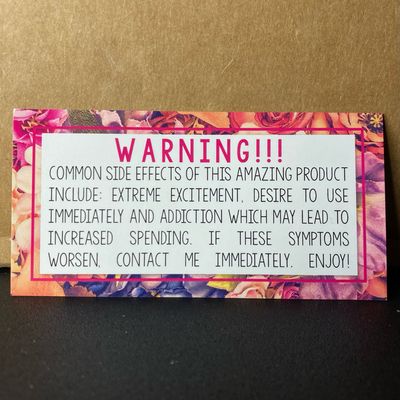 WARNING!!!
COMMON SIDE EFFECTS OF THIS AMAZING PRODUCT
INCLUDE: EXTREME EXCITEMENT, DESIRE TO USE
IMMEDIATELY AND ADDICTION WHICH MAY LEAD TO
INCREASED SPENDING. IF THESE SYMPTOMS
WORSEN, CONTACT ME IMMEDIATELY. ENJOY!